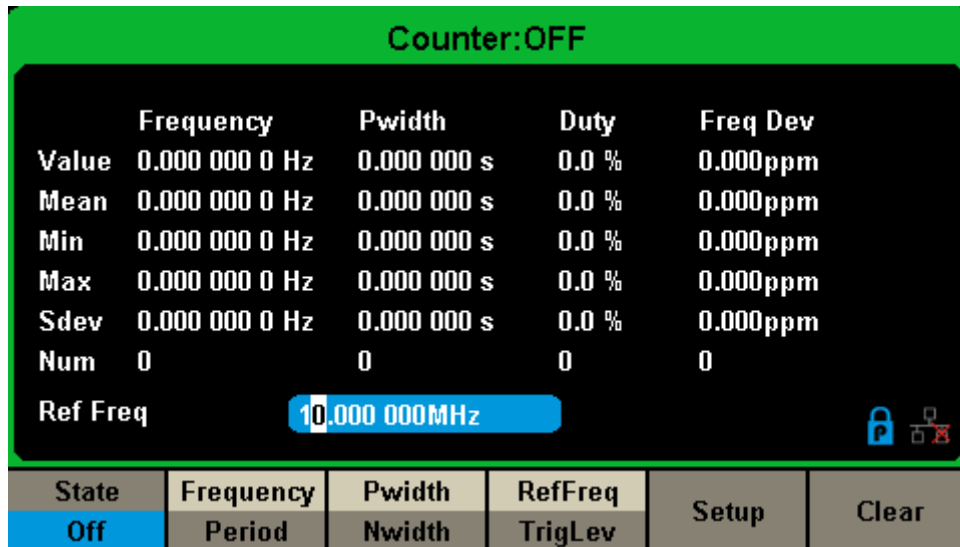 Counter:OFF
Frequency Pwidth Duty Freq Dev
Value 0.000 000 0 Hz 0.000 000 s 0.0 % 0.000ppm
Mean 0.000 000 0 Hz 0.000 000 s 0.0 % 0.000ppm
Min 0.000 000 0 Hz 0.000 000 s 0.0 % 0.000ppm
Max 0.000 000 0 Hz 0.000 000 s 0.0 % 0.000ppm
Sdev 0.000 000 0 Hz 0.000 000 s 0.0 % 0.000ppm
Num 0 0 0 0
Ref Freq 10.000 000MHz
P
State Frequency Pwidth RefFreq Setup Clear
Off Period Nwidth TrigLev